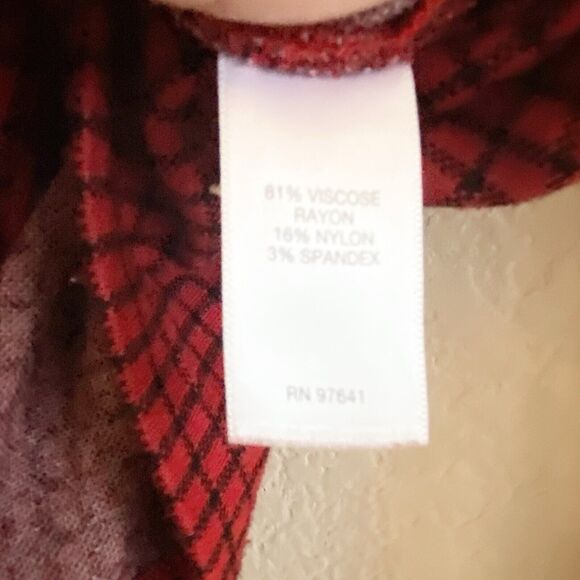 81% VISCOSE
RAYON
16% NYLON
3% SPANDEX
RN 97641